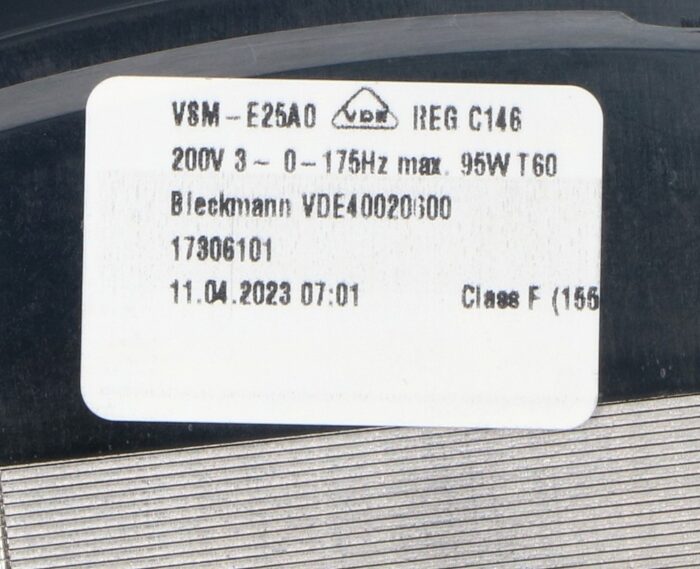 VSM-E25A0 VDE REG C146
200V 3~ 0-175Hz max. 95W T60
Bleckmann VDE40020600
17306101
11.04.2023 07:01 Class F (155